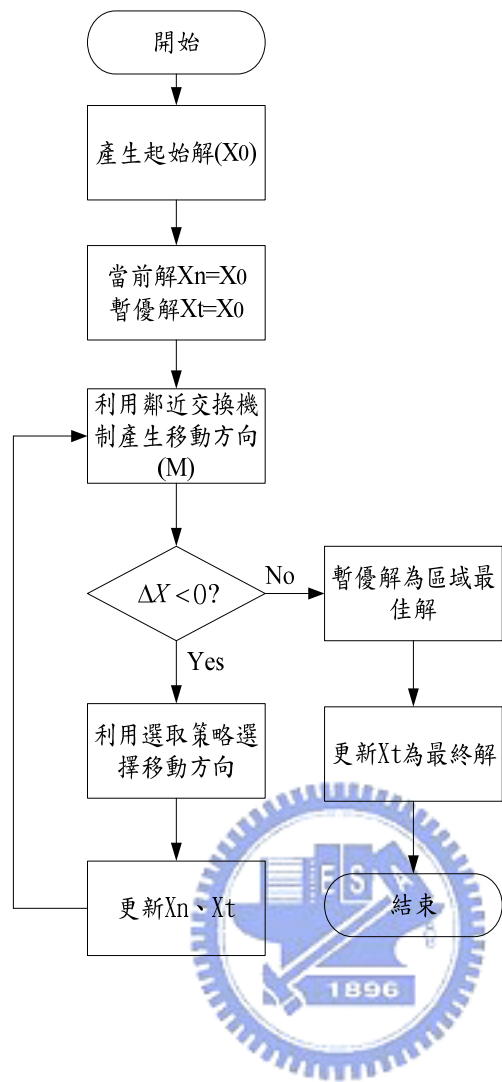 開始
產生起始解(X0)
當前解Xn=X0
暫優解Xt=X0
利用鄰近交換機
制產生移動方向
(M)
ΔX<0?
No
暫優解為區域最
佳解
Yes
利用選取策略選
擇移動方向
更新Xt為最終解
更新Xn、Xt
結束
ES
1896